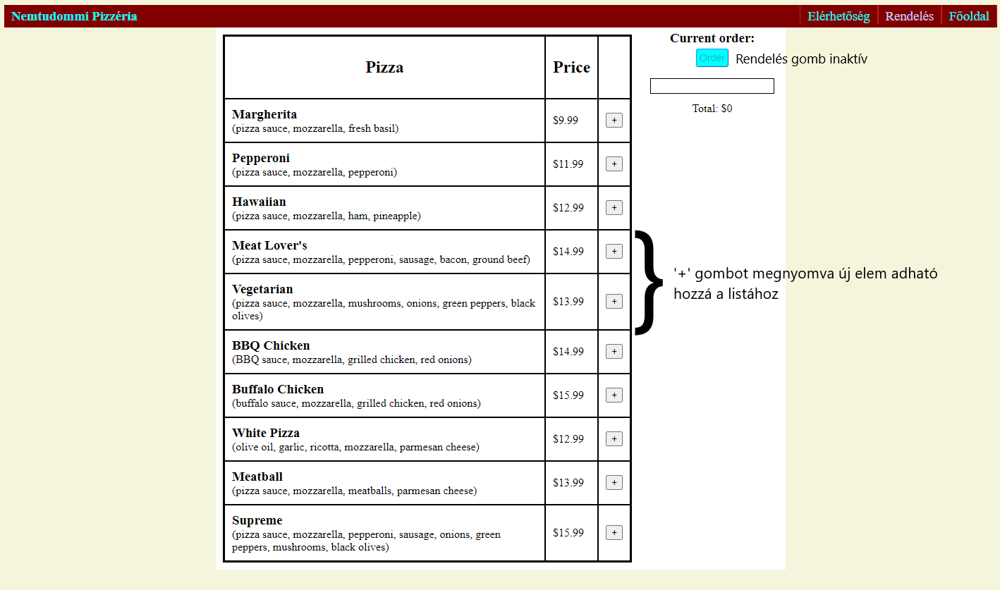 Nemtudommi Pizzéria
Elérhetőség Rendelés Főoldal
Current order:
Order Rendelés gomb inaktív
Total: $0
Pizza Price
Margherita
(pizza sauce, mozzarella, fresh basil)
$9.99 +
Pepperoni
(pizza sauce, mozzarella, pepperoni)
$11.99 +
Hawaiian
(pizza sauce, mozzarella, ham, pineapple)
$12.99 +
Meat Lover's
(pizza sauce, mozzarella, pepperoni, sausage, bacon, ground beef)
$14.99 +
Vegetarian
(pizza sauce, mozzarella, mushrooms, onions, green peppers, black
olives)
$13.99 +
BBQ Chicken
(BBQ sauce, mozzarella, grilled chicken, red onions)
$14.99 +
Buffalo Chicken
(buffalo sauce, mozzarella, grilled chicken, red onions)
$15.99 +
White Pizza
(olive oil, garlic, ricotta, mozzarella, parmesan cheese)
$12.99 +
Meatball
(pizza sauce, mozzarella, meatballs, parmesan cheese)
$13.99 +
Supreme
(pizza sauce, mozzarella, pepperoni, sausage, onions, green
peppers, mushrooms, black olives)
$15.99 +
}
'+' gombot megnyomva új elem adható
hozzá a listához